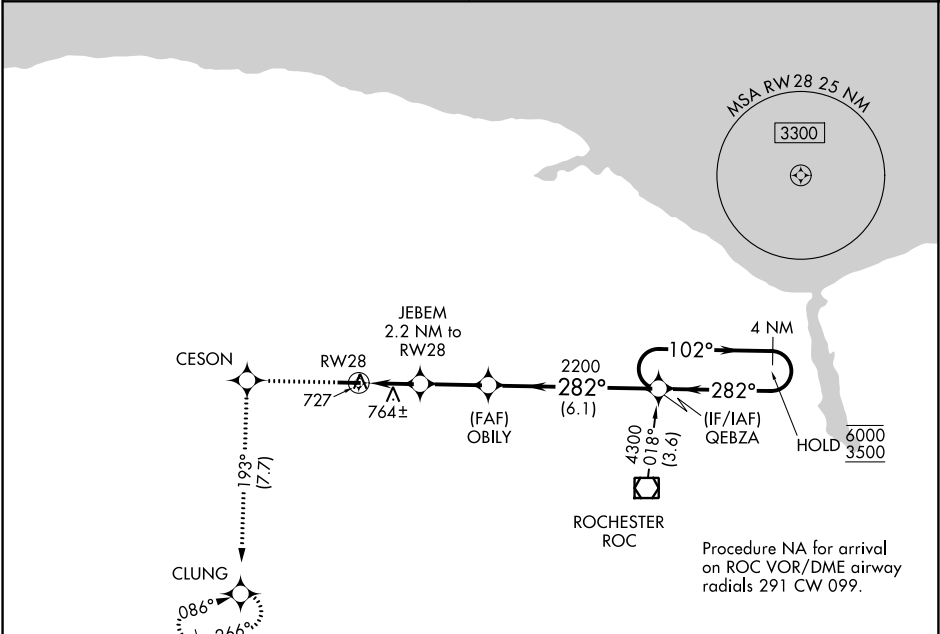 MSA RW28 25 NM
3300
JEBEM
2.2 NM to
RW28
4 NM
CESON
RW28
2200
102°
282°
(6.1)
282°
727
764±
(FAF)
OBILY
(IF/IAF)
QEBZA
HOLD
6000
3500
4300
018°
(3.6)
193°
(7.7)
ROCHESTER
ROC
Procedure NA for arrival
on ROC VOR/DME airway
radials 291 CW 099.
CLUNG
086°
266°